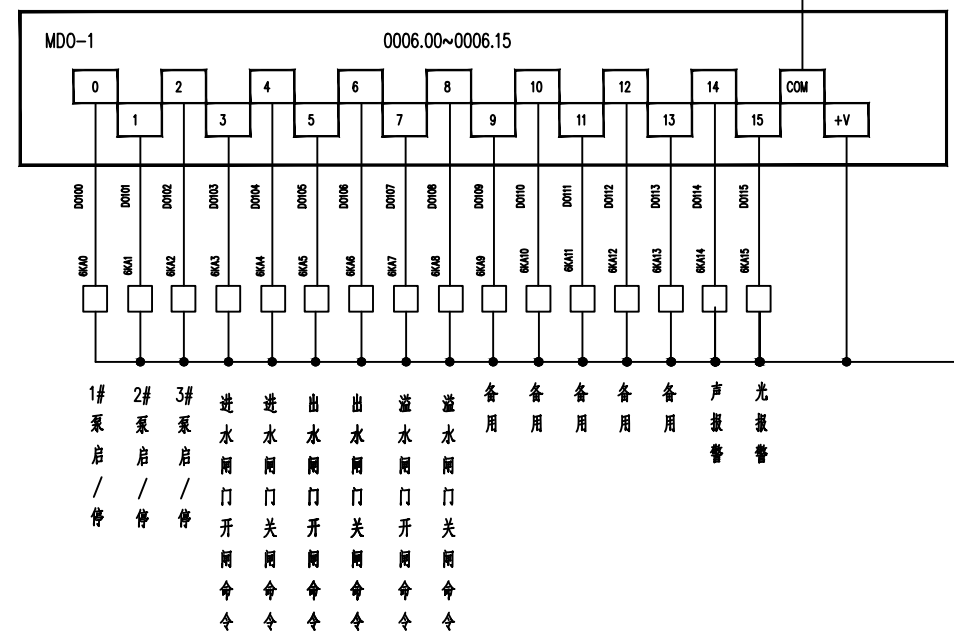 MDO-1 0006.00~0006.15
0 2 4 6 8 10 12 14 COM
1 3 5 7 9 11 13 15 +V
DO100 DO101 DO102 DO103 DO104 DO105 DO106 DO107 DO108 DO109 DO110 DO111 DO112 DO113 DO114 DO115
6KA0 6KA1 6KA2 6KA3 6KA4 6KA5 6KA6 6KA7 6KA8 6KA9 6KA10 6KA11 6KA12 6KA13 6KA14 6KA15
1#泵启/停
2#泵启/停
3#泵启/停
进水闸门开闸命令
进水闸门关闸命令
出水闸门开闸命令
出水闸门关闸命令
溢水闸门开闸命令
溢水闸门关闸命令
备用
备用
备用
备用
备用
声报警
光报警